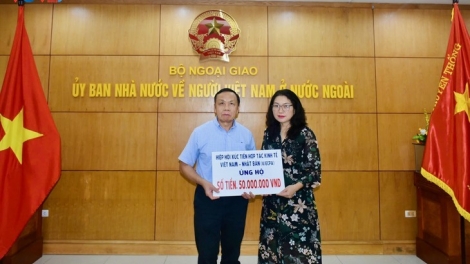 BỘ NGOẠI GIAO
ỦY BAN NHÀ NƯỚC VỀ NGƯỜI VIỆT NAM Ở NƯỚC NGOÀI
HIỆP HỘI XÚC TIẾN HỢP TÁC KINH TẾ
VIỆT NAM - NHẬT BẢN
ỦNG HỘ
SỐ TIỀN 50.000.000 VND